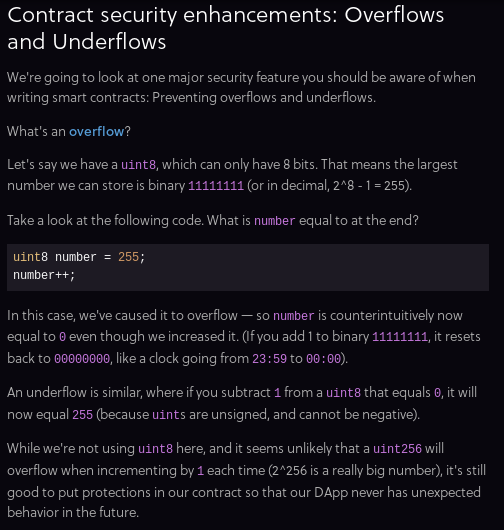 Contract security enhancements: Overflows
and Underflows
We're going to look at one major security feature you should be aware of when
writing smart contracts: Preventing overflows and underflows.
What's an overflow?
Let's say we have a uint8, which can only have 8 bits. That means the largest
number we can store is binary 11111111 (or in decimal, 2^8 - 1 = 255).
Take a look at the following code. What is number equal to at the end?
uint8 number = 255;
number++;
In this case, we've caused it to overflow — so number is counterintuitively now
equal to 0 even though we increased it. (If you add 1 to binary 11111111, it resets
back to 00000000, like a clock going from 23:59 to 00:00).
An underflow is similar, where if you subtract 1 from a uint8 that equals 0, it will
now equal 255 (because uints are unsigned, and cannot be negative).
While we're not using uint8 here, and it seems unlikely that a uint256 will
overflow when incrementing by 1 each time (2^256 is a really big number), it's still
good to put protections in our contract so that our DApp never has unexpected
behavior in the future.